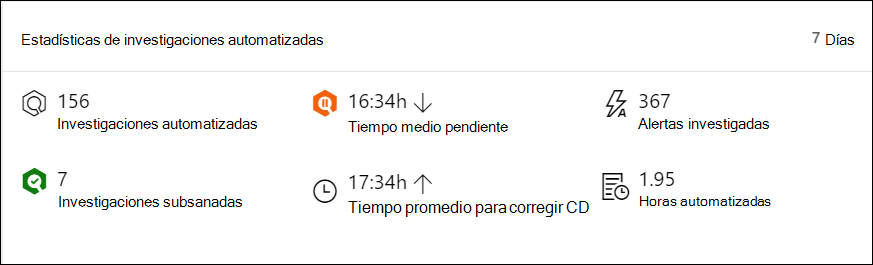 Estadísticas de investigaciones automatizadas
7 Días
156
Investigaciones automatizadas
16:34h ↓
Tiempo medio pendiente
367
Alertas investigadas
7
Investigaciones subsanadas
17:34h ↑
Tiempo promedio para corregir CD
1.95
Horas automatizadas